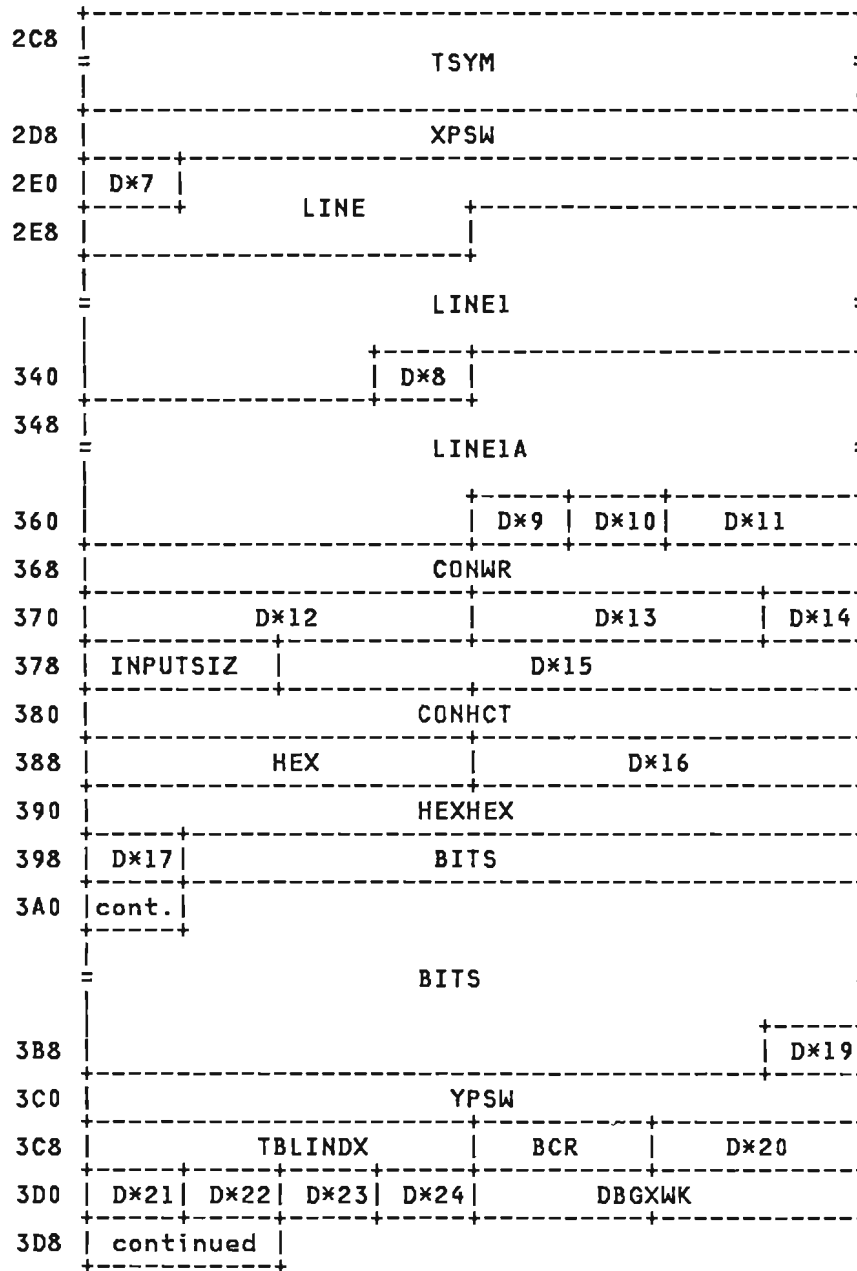 2C8
TSYM
2D8 XPSW
2E0 D*7
LINE
2E8
LINE1
340 D*8
348
LINE1A
360 D*9 D*10 D*11
368 CONWR
370 D*12 D*13 D*14
378 INPUTSIZ D*15
380 CONHCT
388 HEX D*16
390 HEXHEX
398 D*17 BITS
3A0 cont.
BITS
3B8 D*19
3C0 YPSW
3C8 TBLINDX BCR D*20
3D0 D*21 D*22 D*23 D*24 DBGXWK
3D8 continued